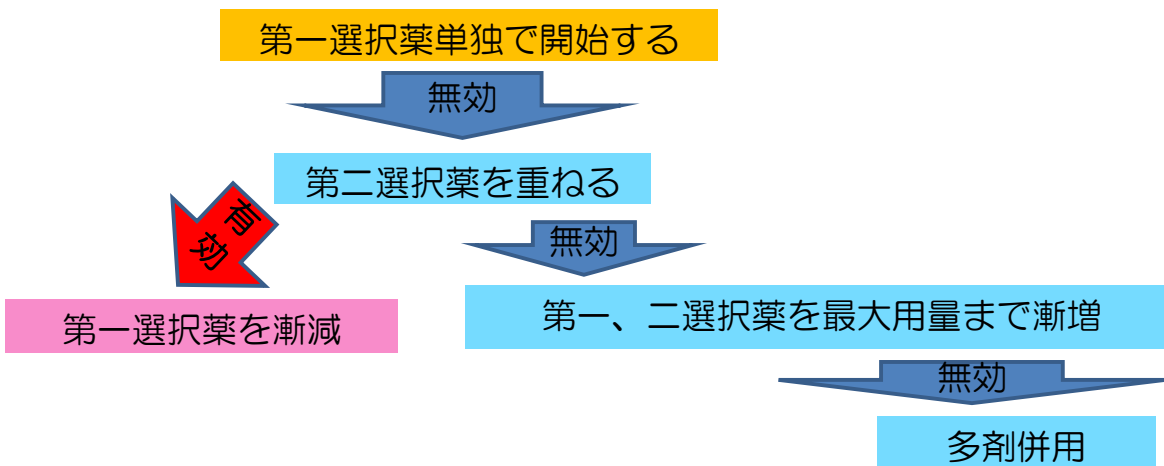 第一選択薬単独で開始する
無効
第二選択薬を重ねる
有効
無効
第一選択薬を漸減
第一、二選択薬を最大用量まで漸増
無効
多剤併用